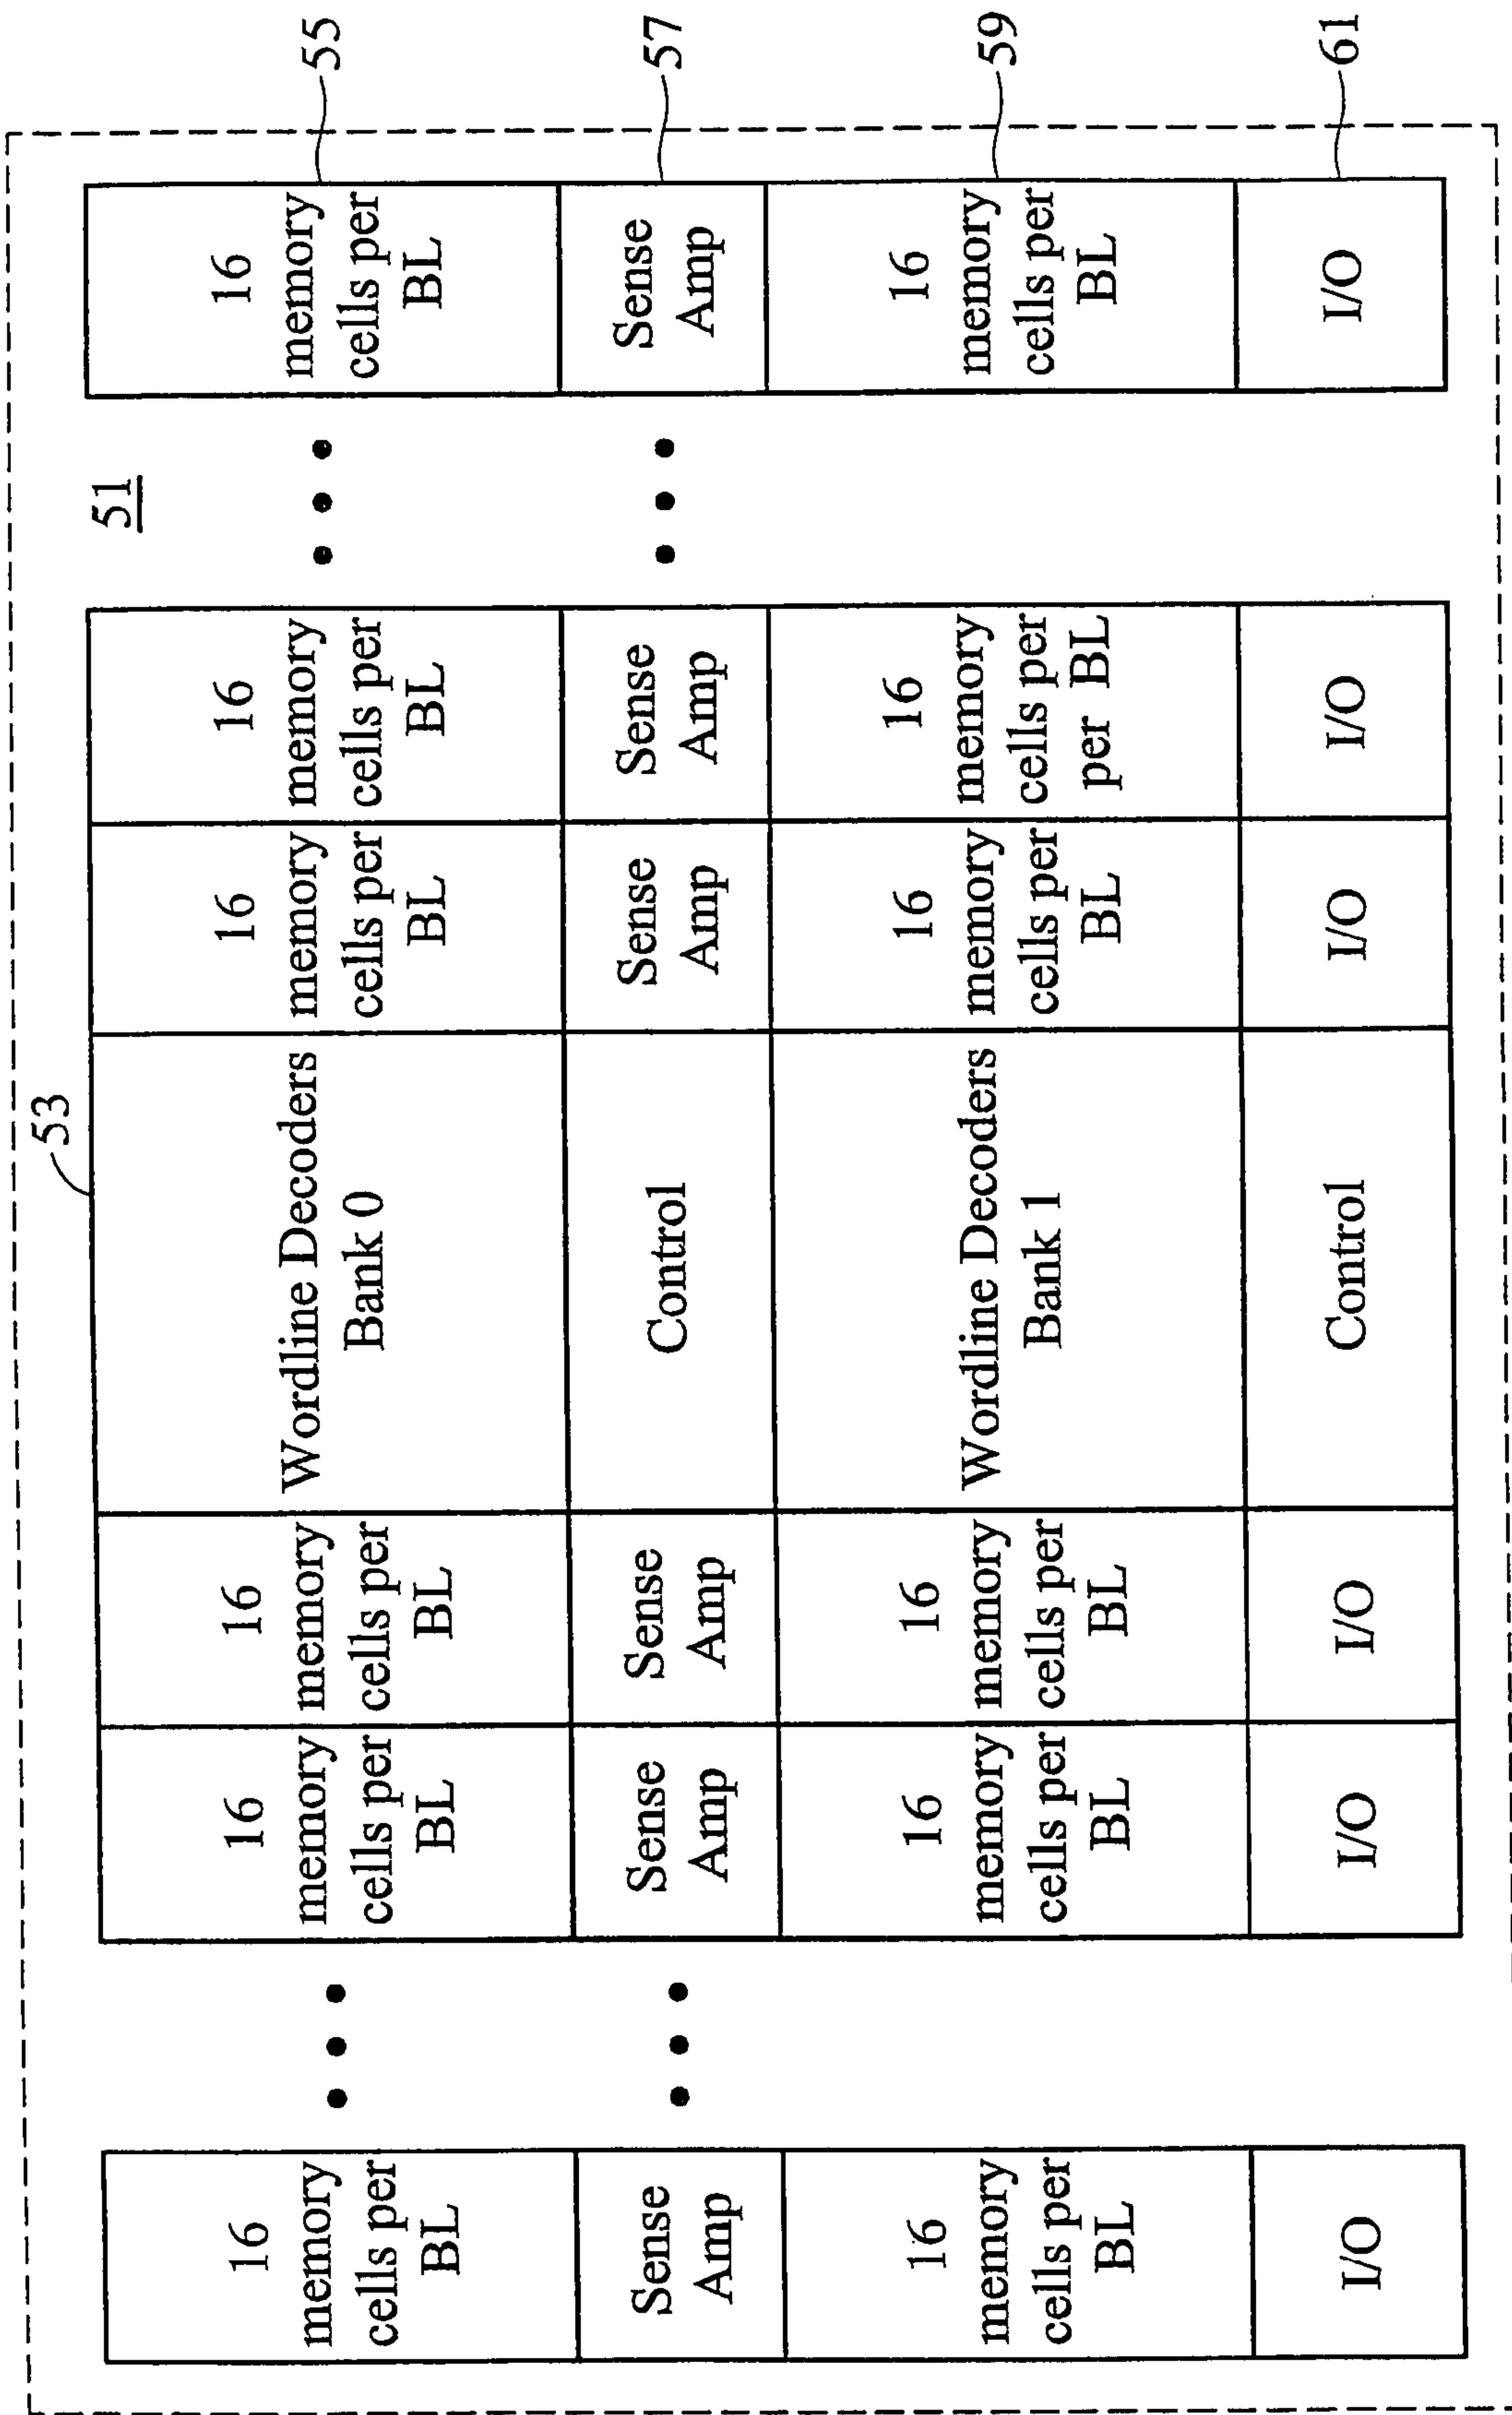 53
51
16
memory
cells per
BL
16
memory
cells per
BL
16
memory
cells per
BL
Wordline Decoders
Bank 0
16
memory
cells per
BL
16
memory
cells per
BL
16
memory
cells per
BL
55
Sense
Amp
Sense
Amp
Sense
Amp
Control
Sense
Amp
Sense
Amp
Sense
Amp
57
16
memory
cells per
BL
16
memory
cells per
BL
16
memory
cells per
BL
Wordline Decoders
Bank 1
16
memory
cells per
BL
16
memory
cells per
per BL
16
memory
cells per
BL
59
I/O
I/O
I/O
Control
I/O
I/O
I/O
61